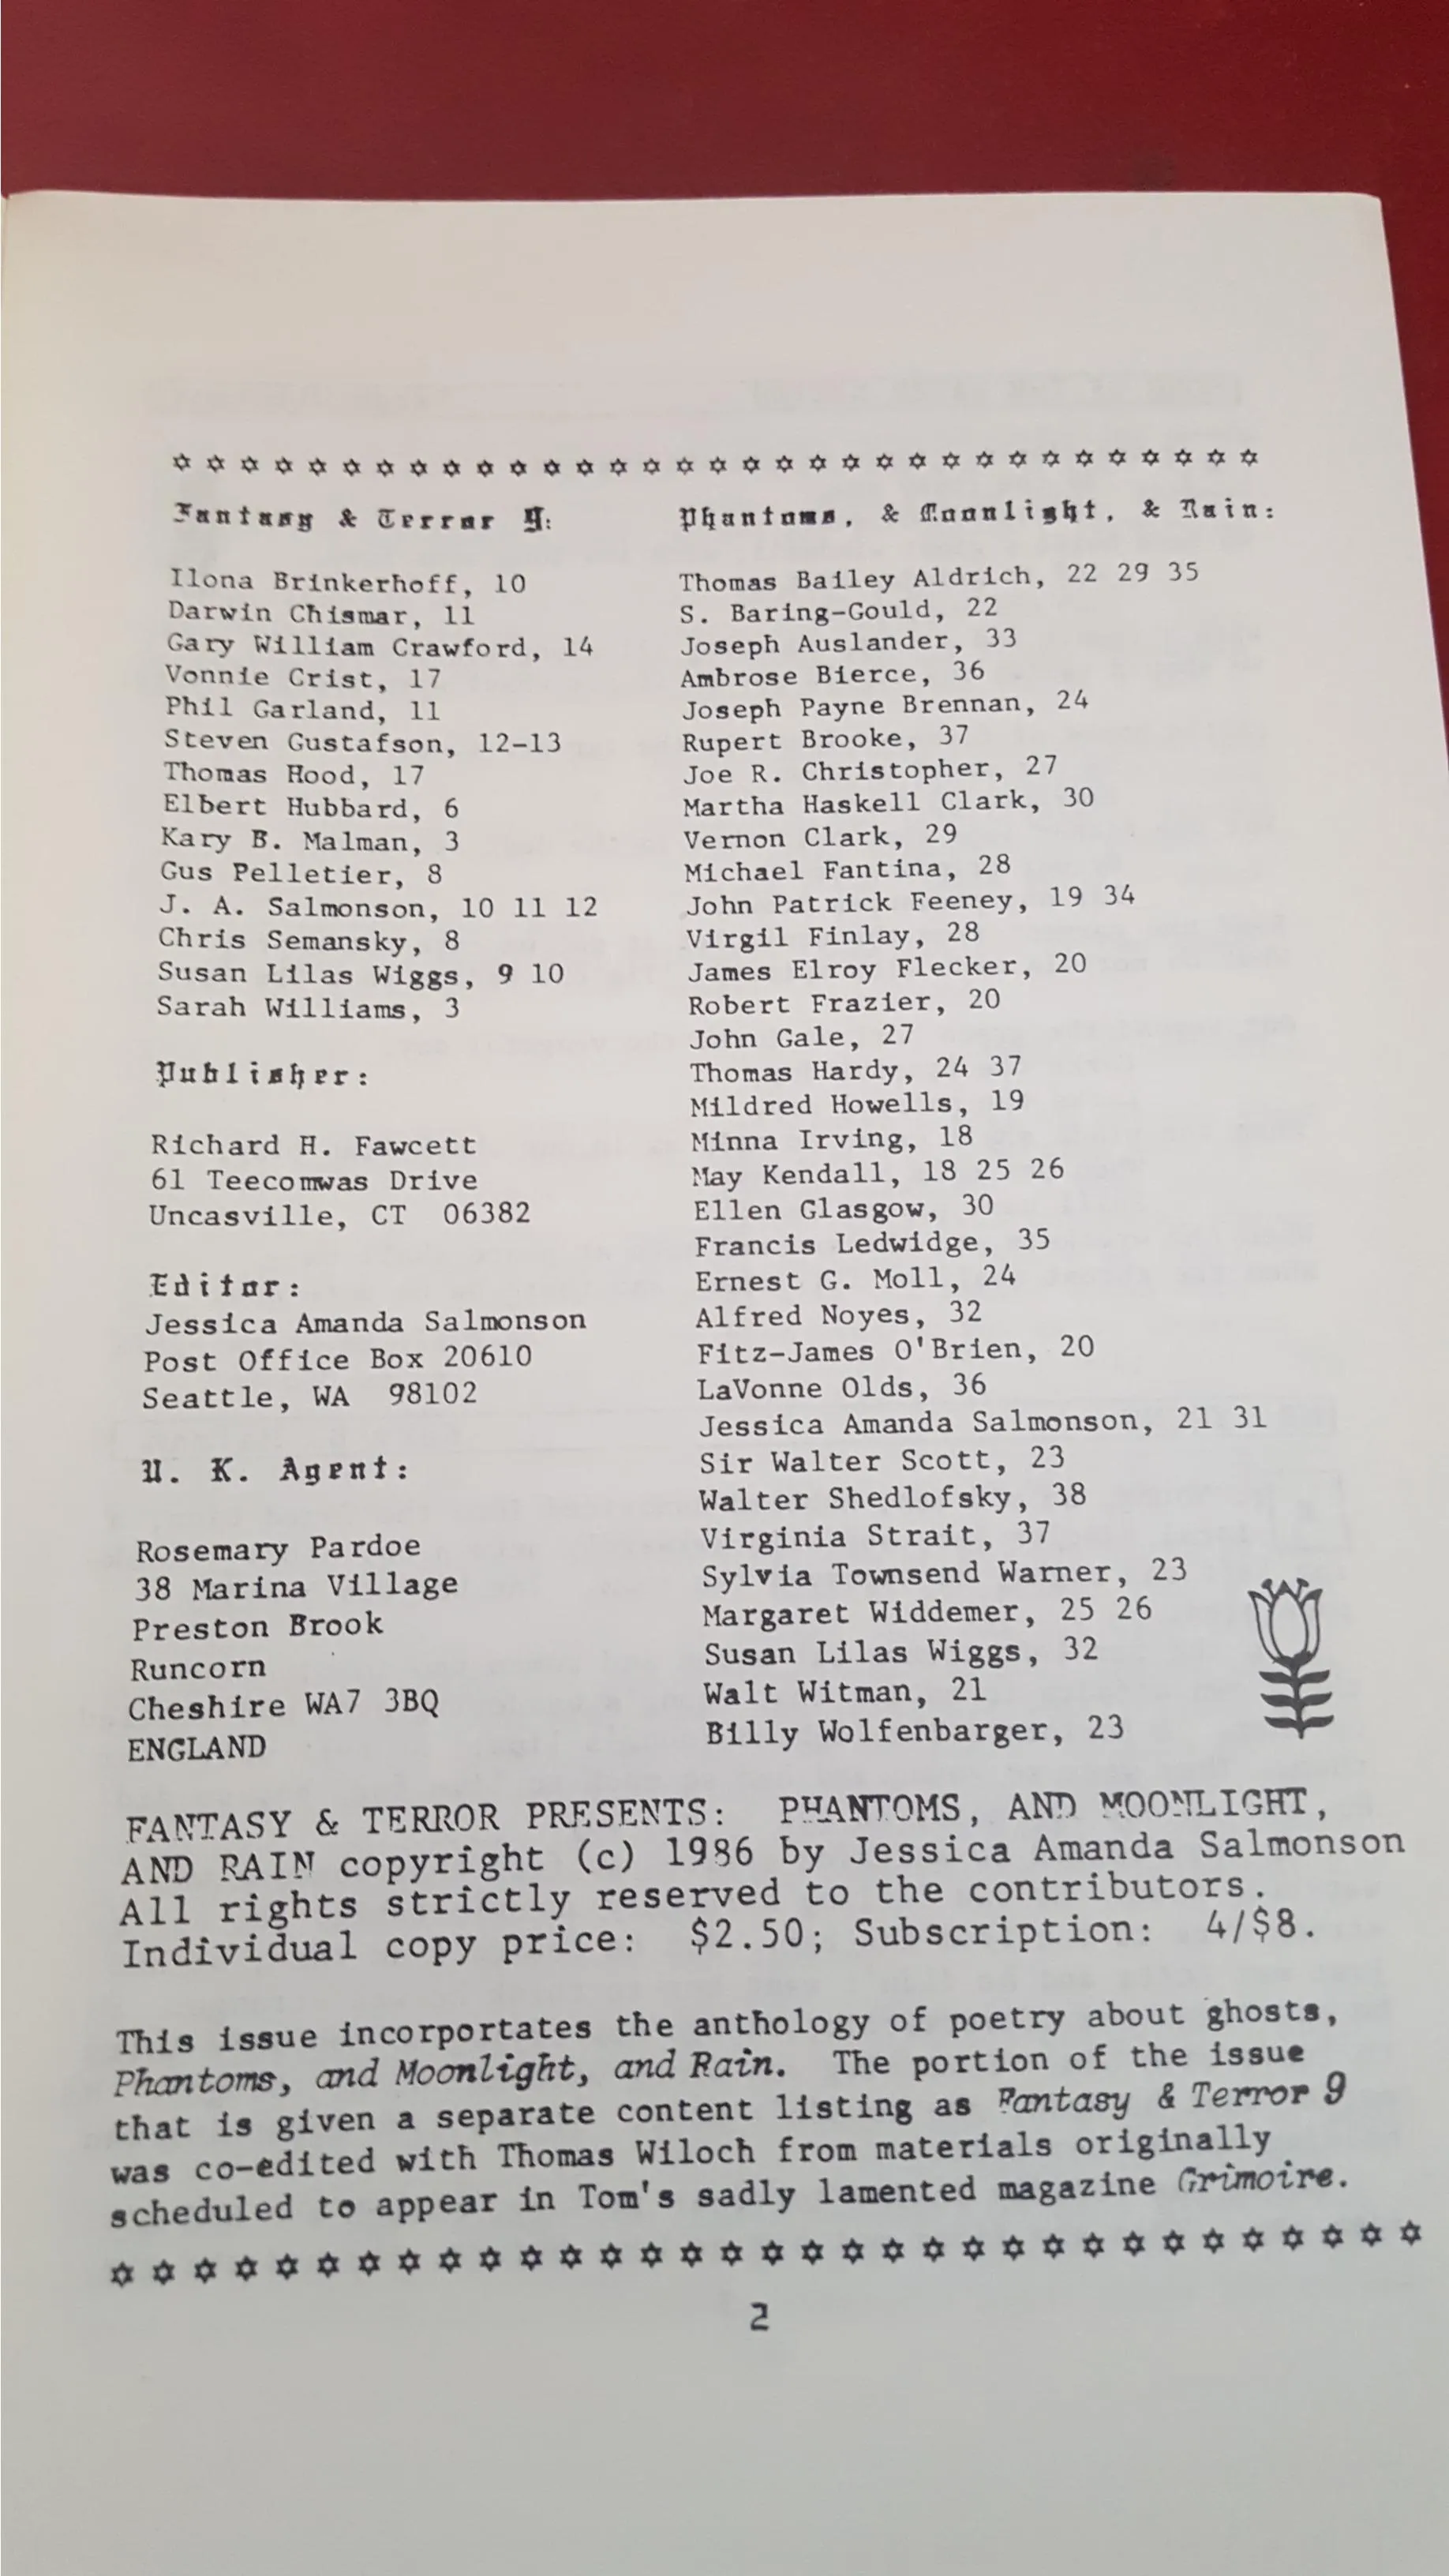 Fantasy & Terror 9:
Ilona Brinkerhoff, 10
Darwin Chismar, 11
Gary William Crawford, 14
Vonnie Crist, 17
Phil Garland, 11
Steven Gustafson, 12-13
Thomas Hood, 17
Elbert Hubbard, 6
Kary B. Malman, 3
Gus Pelletier, 8
J. A. Salmonson, 10 11 12
Chris Semansky, 8
Susan Lilas Wiggs, 9 10
Sarah Williams, 3
Publisher:
Richard H. Fawcett
61 Teecomwas Drive
Uncasville, CT 06382
Editor:
Jessica Amanda Salmonson
Post Office Box 20610
Seattle, WA 98102
U. K. Agent:
Rosemary Pardoe
38 Marina Village
Preston Brook
Runcorn
Cheshire WA7 3BQ
ENGLAND
Phantoms, & Moonlight, & Rain:
Thomas Bailey Aldrich, 22 29 35
S. Baring-Gould, 22
Joseph Auslander, 33
Ambrose Bierce, 36
Joseph Payne Brennan, 24
Rupert Brooke, 37
Joe R. Christopher, 27
Martha Haskell Clark, 30
Vernon Clark, 29
Michael Fantina, 28
John Patrick Feeney, 19 34
Virgil Finlay, 28
James Elroy Flecker, 20
Robert Frazier, 20
John Gale, 27
Thomas Hardy, 24 37
Mildred Howells, 19
Minna Irving, 18
May Kendall, 18 25 26
Ellen Glasgow, 30
Francis Ledwidge, 35
Ernest G. Moll, 24
Alfred Noyes, 32
Fitz-James O'Brien, 20
LaVonne Olds, 36
Jessica Amanda Salmonson, 21 31
Sir Walter Scott, 23
Walter Shedlofsky, 38
Virginia Strait, 37
Sylvia Townsend Warner, 23
Margaret Widdemer, 25 26
Susan Lilas Wiggs, 32
Walt Witman, 21
Billy Wolfenbarger, 23
FANTASY & TERROR PRESENTS: PHANTOMS, AND MOONLIGHT,
AND RAIN copyright (c) 1986 by Jessica Amanda Salmonson
All rights strictly reserved to the contributors.
Individual copy price: $2.50; Subscription: 4/$8.
This issue incorportates the anthology of poetry about ghosts,
Phantoms, and Moonlight, and Rain. The portion of the issue
that is given a separate content listing as Fantasy & Terror 9
was co-edited with Thomas Wiloch from materials originally
scheduled to appear in Tom's sadly lamented magazine Grimoire.
2